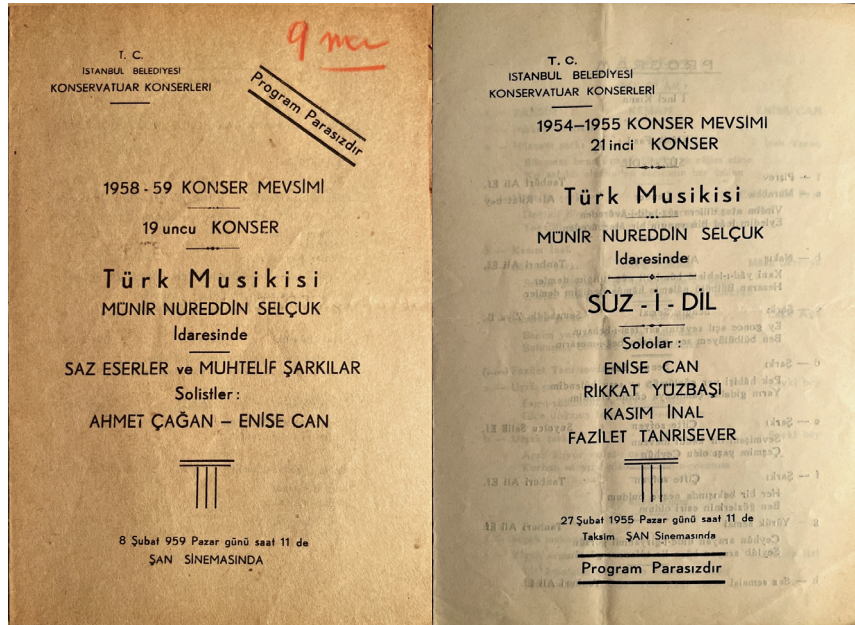 9 ncu
T. C.
İSTANBUL BELEDİYESİ
KONSERVATUAR KONSERLERİ
Program Parasızdır
1958 - 59 KONSER MEVSİMİ
19 uncu KONSER
Türk Musikisi
MÜNİR NUREDDİN SELÇUK
İdaresinde
SAZ ESERLER ve MUHTELİF ŞARKILAR
Solistler :
AHMET ÇAĞAN – ENİSE CAN
8 Şubat 959 Pazar günü saat 11 de
ŞAN SİNEMASINDA
T. C.
İSTANBUL BELEDİYESİ
KONSERVATUAR KONSERLERİ
1954–1955 KONSER MEVSİMİ
21 inci KONSER
Türk Musikisi
MÜNİR NUREDDİN SELÇUK
İdaresinde
SÛZ - İ - DİL
Sololar :
ENİSE CAN
RİKKAT YÜZBAŞI
KASIM İNAL
FAZİLET TANRISEVER
27 Şubat 1955 Pazar günü saat 11 de
Taksim ŞAN Sinemasında
Program Parasızdır